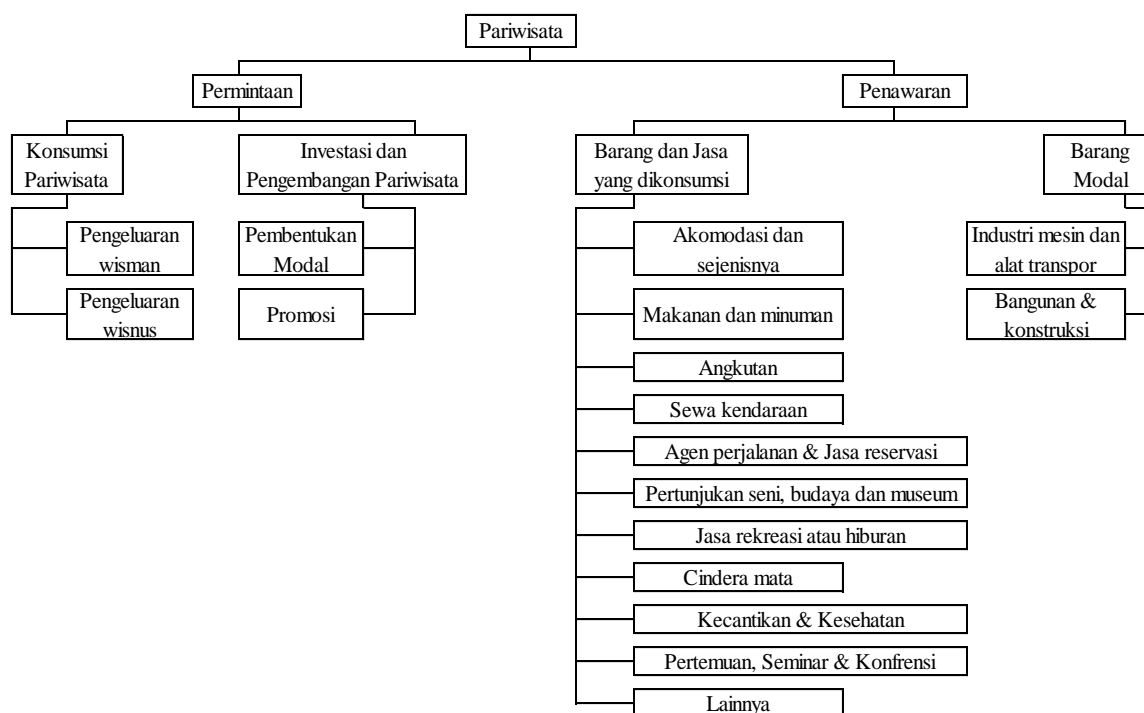 Pariwisata
Permintaan
Penawaran
Konsumsi
Pariwisata
Investasi dan
Pengembangan Pariwisata
Barang dan Jasa
yang dikonsumsi
Barang
Modal
Pengeluaran
wisman
Pengeluaran
wisnus
Pembentukan
Modal
Promosi
Akomodasi dan
sejenisnya
Makanan dan minuman
Angkutan
Sewa kendaraan
Agen perjalanan & Jasa reservasi
Pertunjukan seni, budaya dan museum
Jasa rekreasi atau hiburan
Cindera mata
Kecantikan & Kesehatan
Pertemuan, Seminar & Konfrensi
Lainnya
Industri mesin dan
alat transpor
Bangunan &
konstruksi